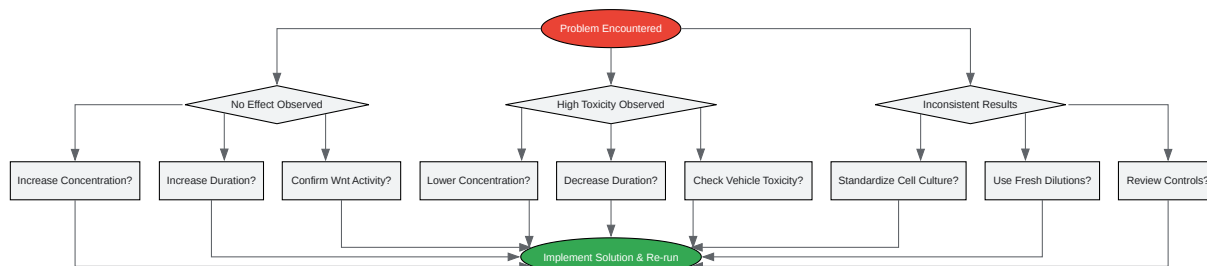 Problem Encountered
No Effect Observed
High Toxicity Observed
Inconsistent Results
Increase Concentration?
Increase Duration?
Confirm Wnt Activity?
Lower Concentration?
Decrease Duration?
Check Vehicle Toxicity?
Standardize Cell Culture?
Use Fresh Dilutions?
Review Controls?
Implement Solution & Re-run